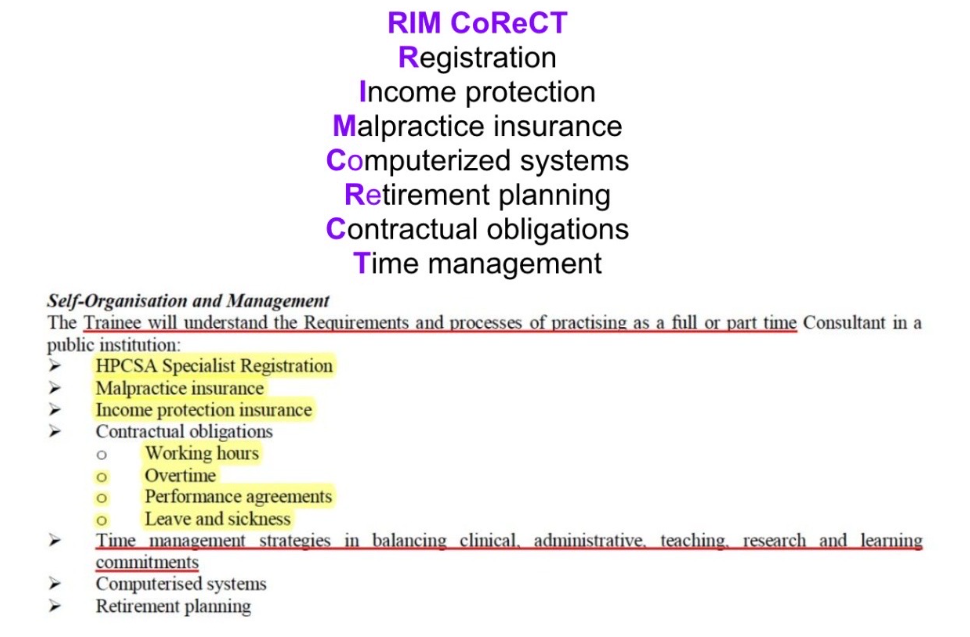 RIM CoReCT
Registration
Income protection
Malpractice insurance
Computerized systems
Retirement planning
Contractual obligations
Time management
Self-Organisation and Management
The Trainee will understand the Requirements and processes of practising as a full or part time Consultant in a
public institution:
➢ HPCSA Specialist Registration
➢ Malpractice insurance
➢ Income protection insurance
➢ Contractual obligations
o Working hours
o Overtime
o Performance agreements
o Leave and sickness
➢ Time management strategies in balancing clinical, administrative, teaching, research and learning
commitments
➢ Computerised systems
➢ Retirement planning